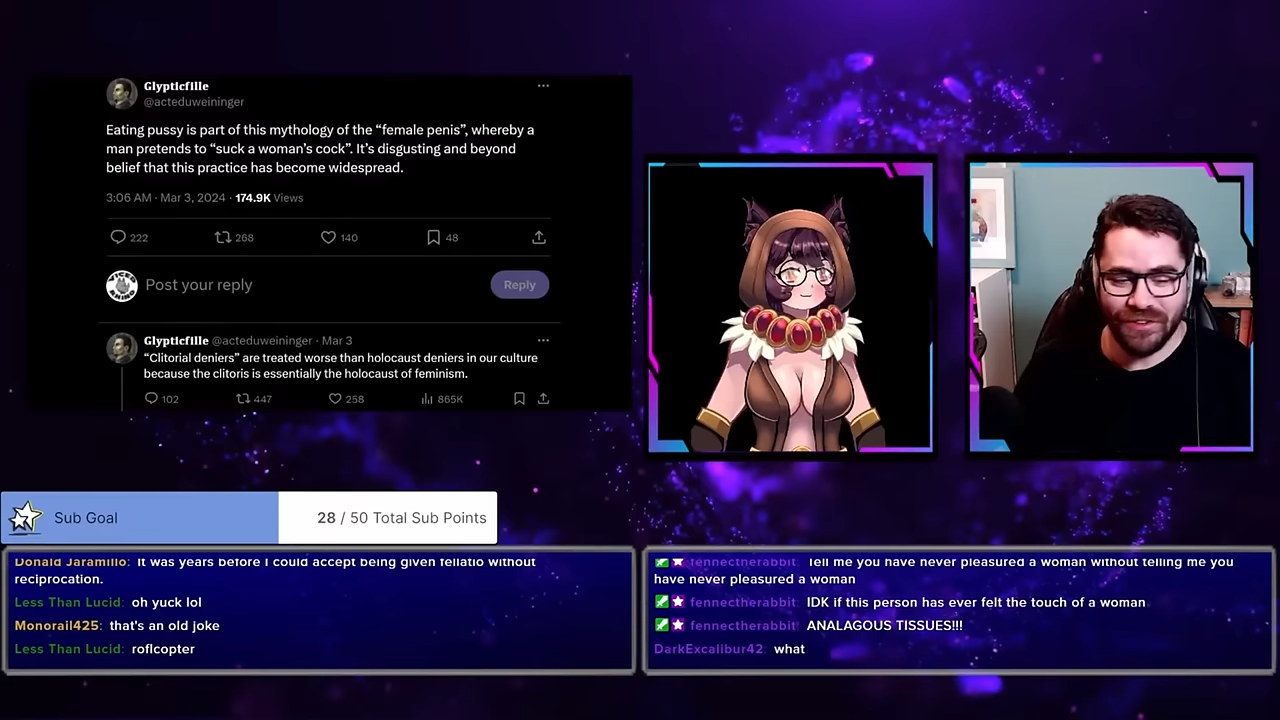 Glypticfille
@acteduweininger
Eating pussy is part of this mythology of the “female penis”, whereby a
man pretends to “suck a woman’s cock”. It’s disgusting and beyond
belief that this practice has become widespread.
3:06 AM · Mar 3, 2024 · 174.9K Views
222 268 140 48
Post your reply
Reply
Glypticfille @acteduweininger · Mar 3
“Clitorial deniers” are treated worse than holocaust deniers in our culture
because the clitoris is essentially the holocaust of feminism.
102 447 258 865K
Sub Goal 28 / 50 Total Sub Points
Donald Jaramillo: It was years before I could accept being given fellatio without
reciprocation.
Less Than Lucid: oh yuck lol
Monorail425: that's an old joke
Less Than Lucid: roflcopter
fennectherabbit: Tell me you have never pleasured a woman without telling me you
have never pleasured a woman
fennectherabbit: IDK if this person has ever felt the touch of a woman
fennectherabbit: ANALAGOUS TISSUES!!!
DarkExcalibur42: what